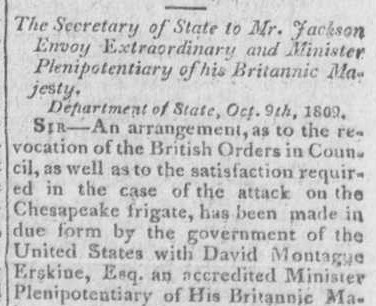 The Secretary of State to Mr. Jackson
Envoy Extraordinary and Minister
Plenipotentiary of his Britannic Ma-
jesty.
Department of State, Oct. 9th, 1809.
SIR—An arrangement, as to the re-
vocation of the British Orders in Coun-
cil, as well as to the satisfaction requir-
ed in the case of the attack on the
Chesapeake frigate, has been made in
due form by the government of the
United States with David Montague
Erskine, Esq. an accredited Minister
Plenipotentiary of His Britannic Ma-